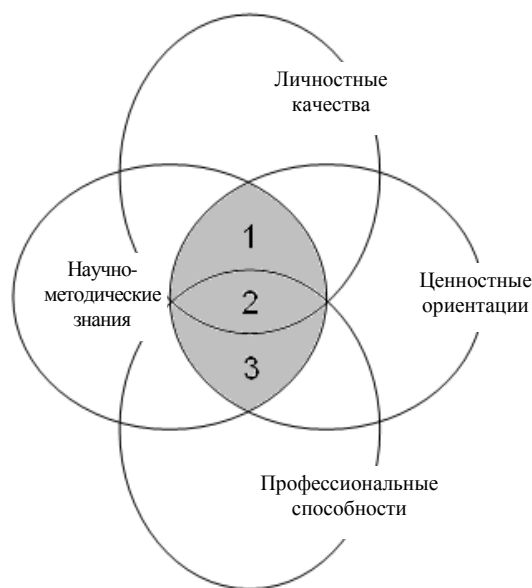 Личностные
качества
1
Научно-
методические
знания
2
Ценностные
ориентации
3
Профессиональные
способности